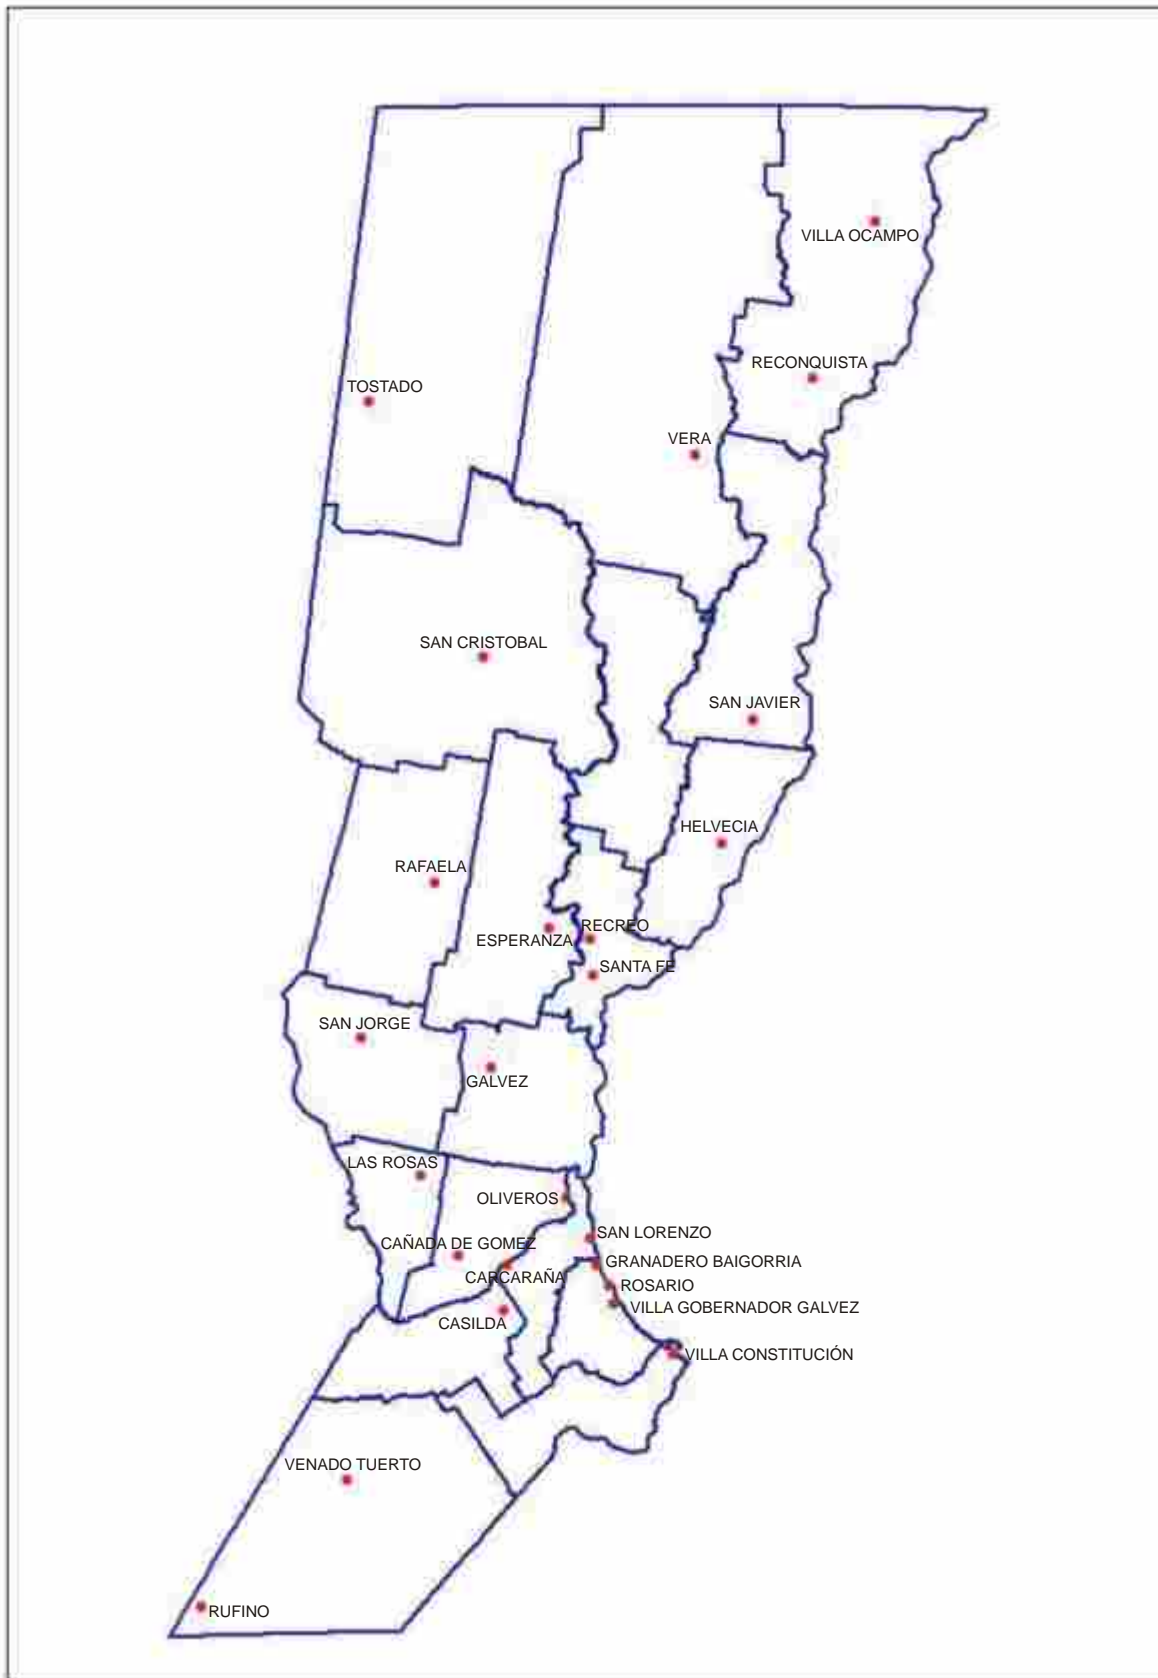 VILLA OCAMPO
RECONQUISTA
TOSTADO
VERA
SAN CRISTOBAL
SAN JAVIER
HELVECIA
RAFAELA
RECREO
ESPERANZA
SANTA FE
SAN JORGE
GALVEZ
LAS ROSAS
OLIVEROS
SAN LORENZO
CAÑADA DE GOMEZ
GRANADERO BAIGORRIA
CARCARAÑA
ROSARIO
VILLA GOBERNADOR GALVEZ
CASILDA
VILLA CONSTITUCIÓN
VENADO TUERTO
RUFINO